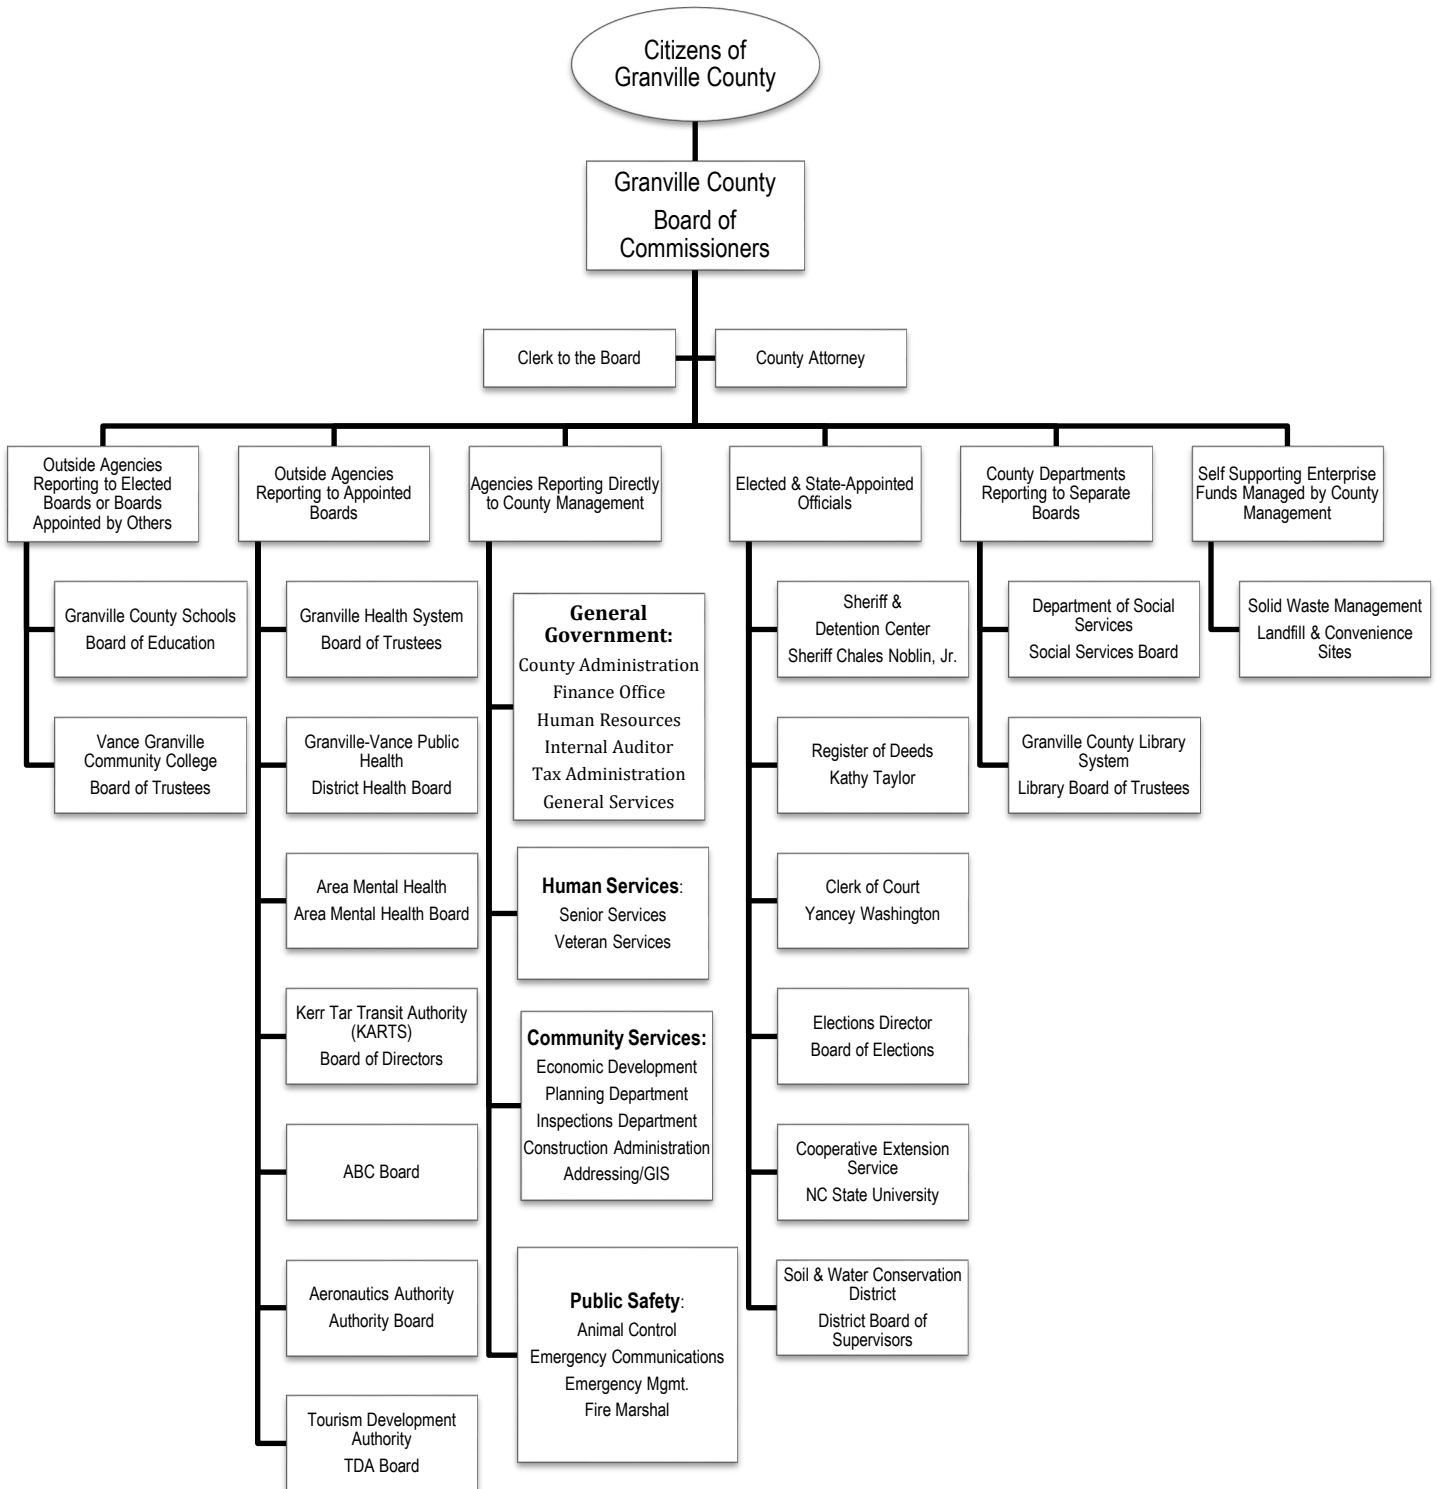 Citizens of
Granville County
Granville County
Board of
Commissioners
Clerk to the Board
County Attorney
Outside Agencies
Reporting to Elected
Boards or Boards
Appointed by Others
Granville County Schools
Board of Education
Vance Granville
Community College
Board of Trustees
Outside Agencies
Reporting to Appointed
Boards
Granville Health System
Board of Trustees
Granville-Vance Public
Health
District Health Board
Area Mental Health
Area Mental Health Board
Kerr Tar Transit Authority
(KARTS)
Board of Directors
ABC Board
Aeronautics Authority
Authority Board
Tourism Development
Authority
TDA Board
Agencies Reporting Directly
to County Management
General
Government:
County Administration
Finance Office
Human Resources
Internal Auditor
Tax Administration
General Services
Human Services:
Senior Services
Veteran Services
Community Services:
Economic Development
Planning Department
Inspections Department
Construction Administration
Addressing/GIS
Public Safety:
Animal Control
Emergency Communications
Emergency Mgmt.
Fire Marshal
Elected & State-Appointed
Officials
Sheriff &
Detention Center
Sheriff Chales Noblin, Jr.
Register of Deeds
Kathy Taylor
Clerk of Court
Yancey Washington
Elections Director
Board of Elections
Cooperative Extension
Service
NC State University
Soil & Water Conservation
District
District Board of
Supervisors
County Departments
Reporting to Separate
Boards
Department of Social
Services
Social Services Board
Granville County Library
System
Library Board of Trustees
Self Supporting Enterprise
Funds Managed by County
Management
Solid Waste Management
Landfill & Convenience
Sites